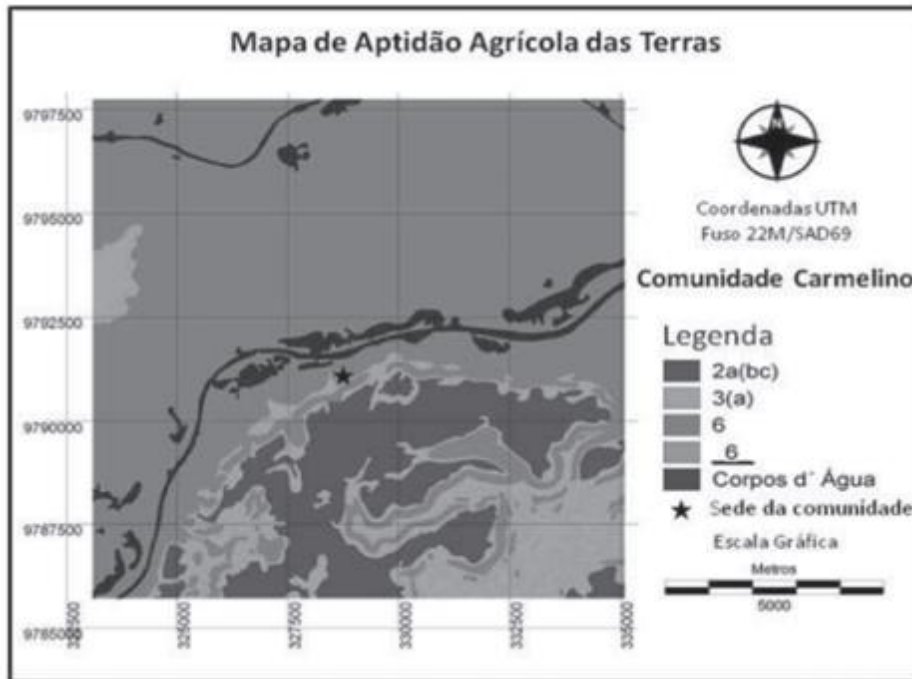 Mapa de Aptidão Agrícola das Terras
9797500
9795000
9792500
9790000
9787500
9785000
322500
325000
327500
330000
332500
335000
N
Coordenadas UTM
Fuso 22M/SAD69
Comunidade Carmelino
Legenda
2a(bc)
3(a)
6
6
Corpos d´ Água
Sede da comunidade
Escala Gráfica
Metros
5000